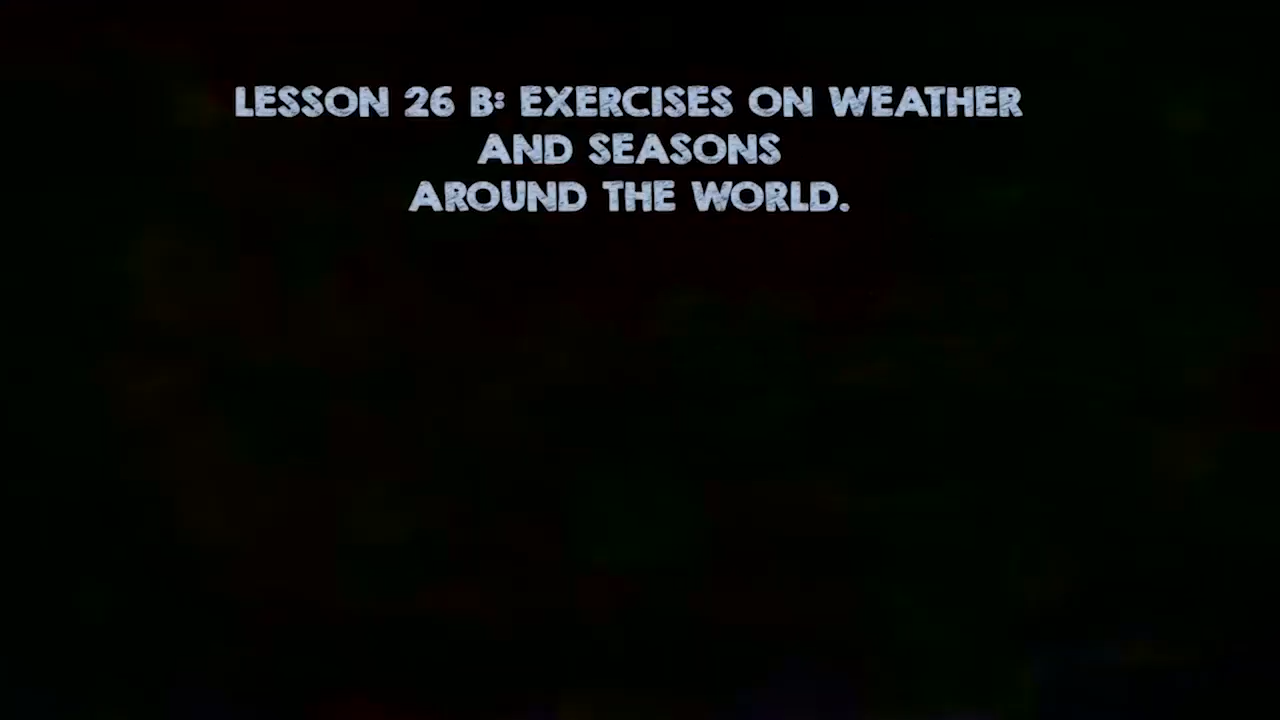 LESSON 26 B: EXERCISES ON WEATHER
AND SEASONS
AROUND THE WORLD.